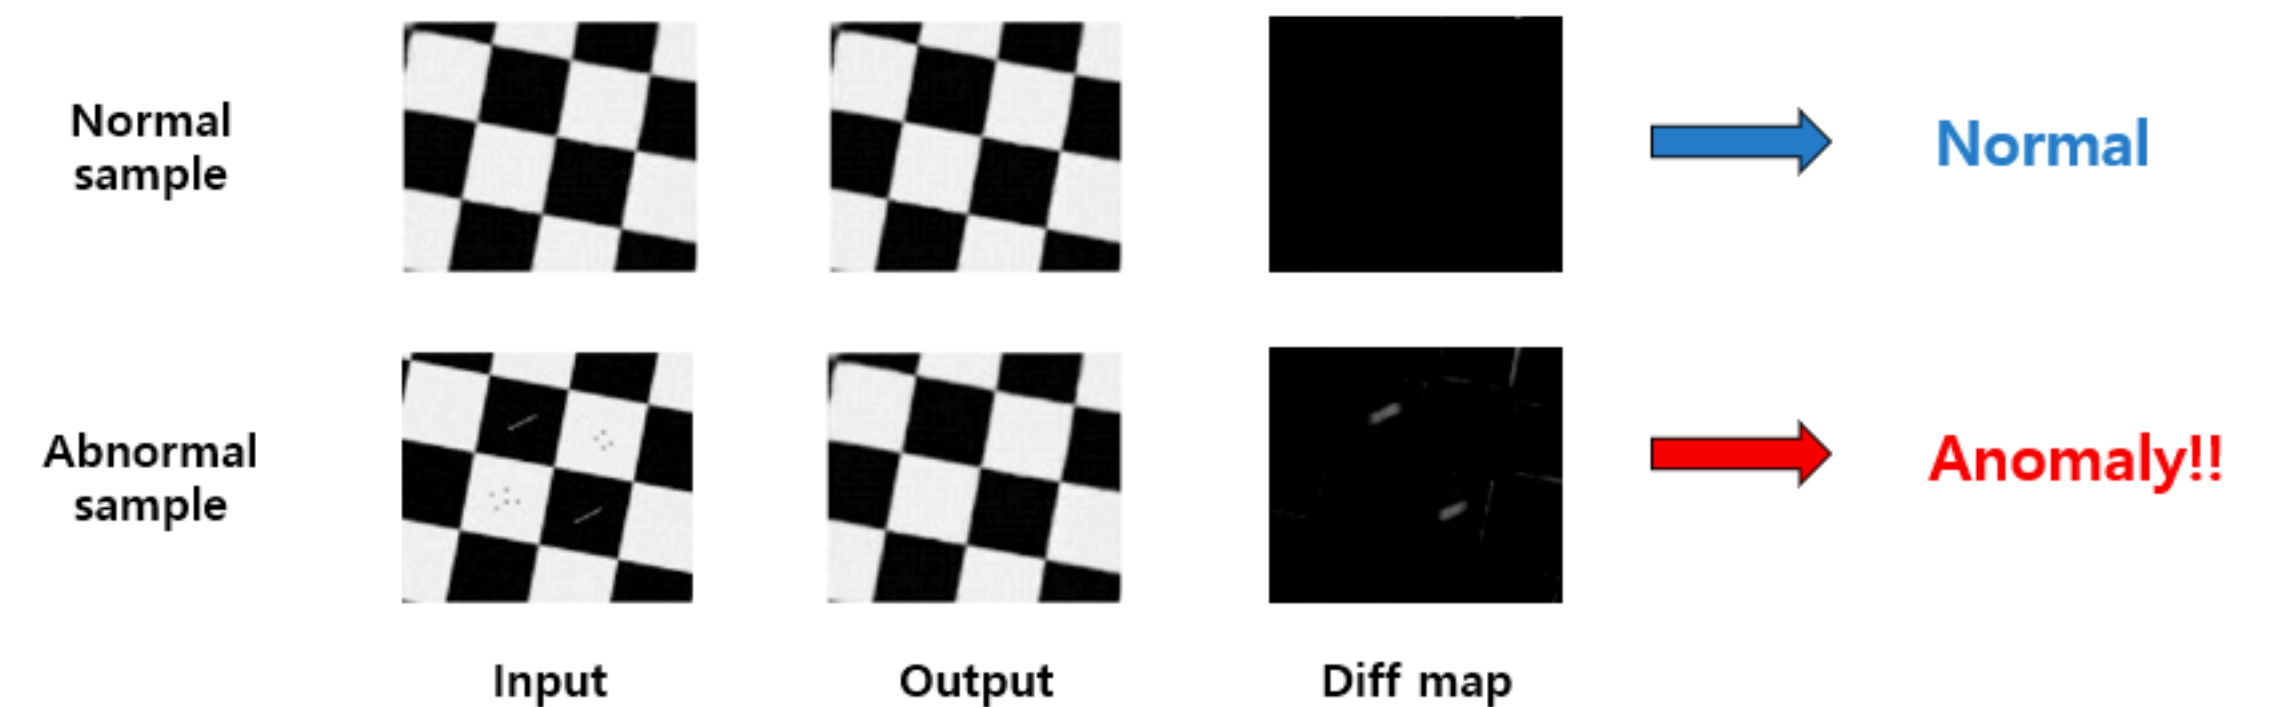 Normal
sample
Normal
Abnormal
sample
Anomaly!!
Input
Output
Diff map